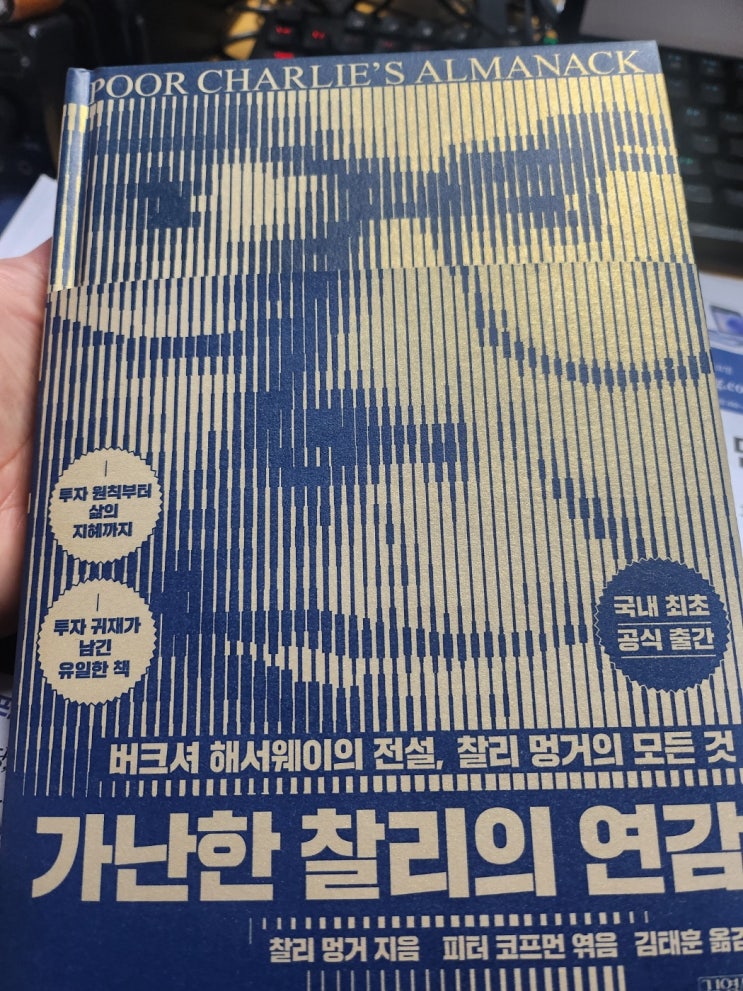 POOR CHARLIE'S ALMANACK
투자 원칙부터
삶의
지혜까지
투자 귀재가
남긴
유일한 책
국내 최초
공식 출간
버크셔 해서웨이의 전설, 찰리 멍거의 모든 것
가난한 찰리의 연감
찰리 멍거 지음 피터 코프먼 엮음 김태훈 옮김